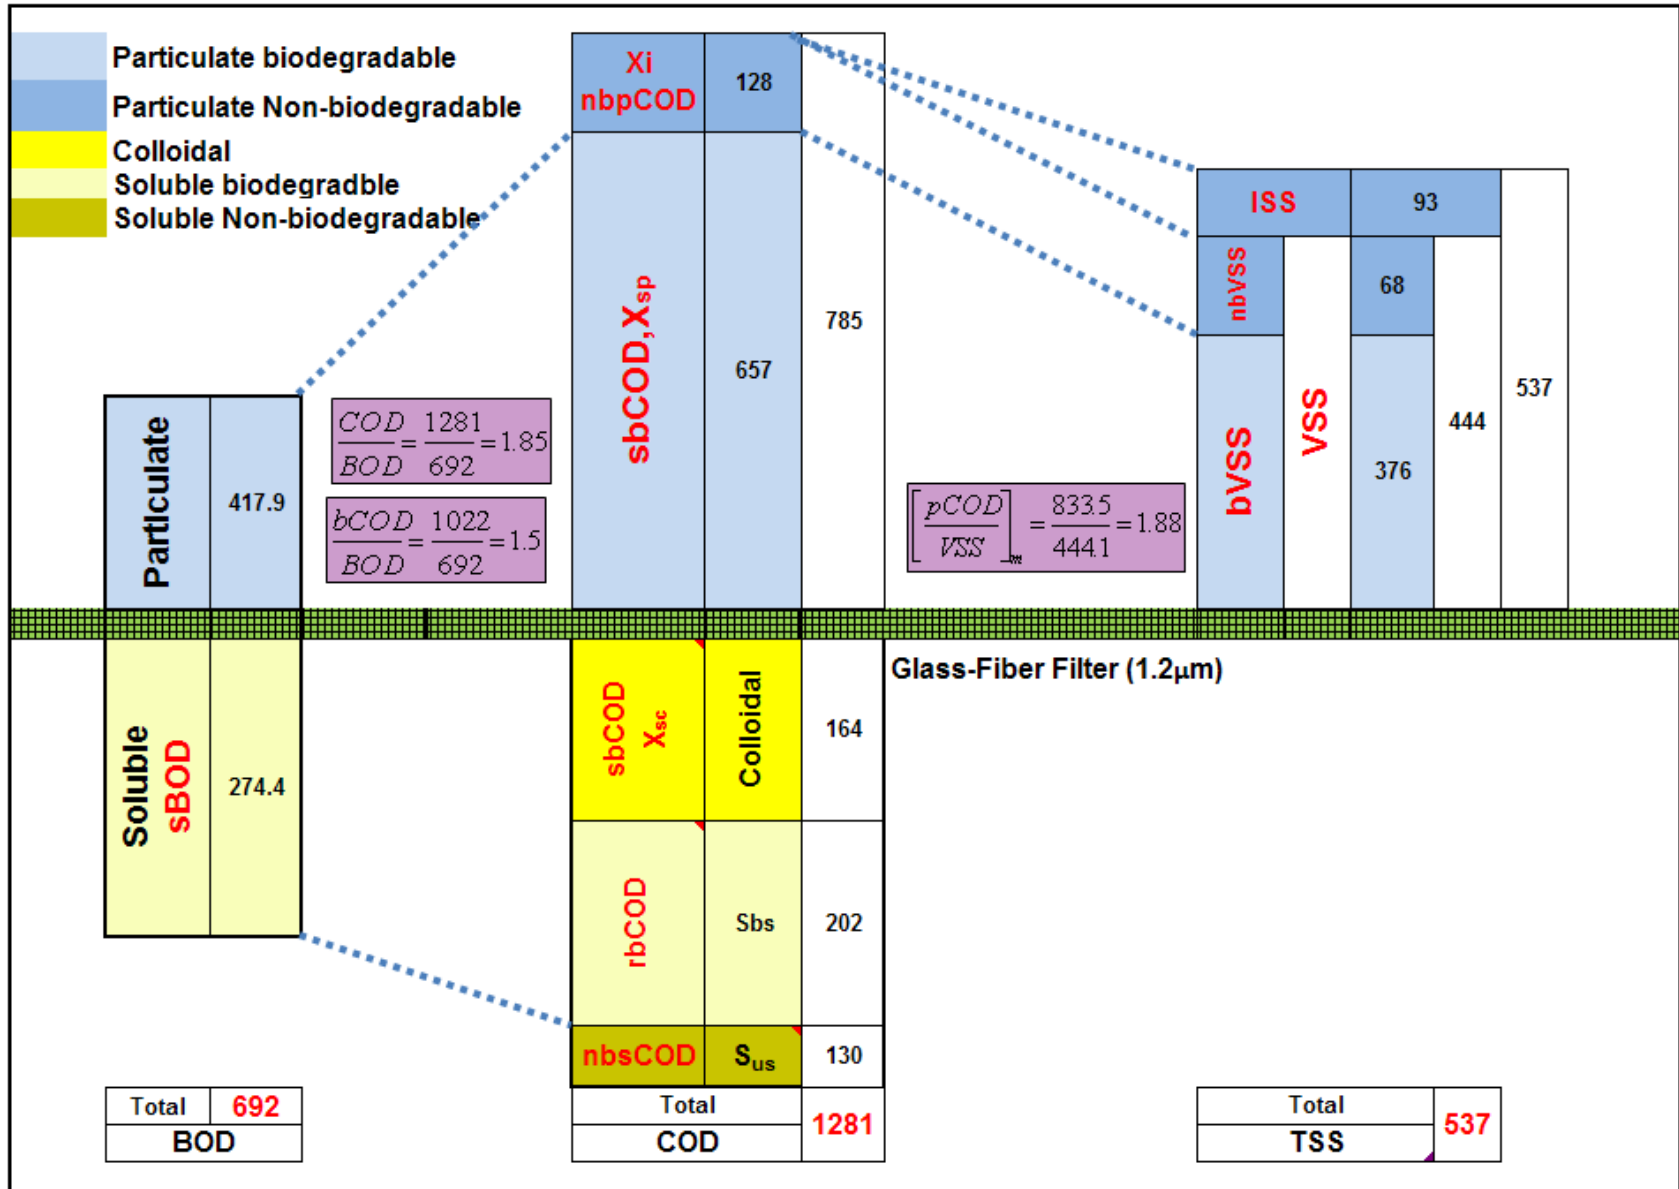 Particulate biodegradable
Particulate Non-biodegradable
Colloidal
Soluble biodegradble
Soluble Non-biodegradable
Xi
nbpCOD
128
sbCOD,Xsp
657
785
ISS
93
nbVSS
68
VSS
bVSS
376
444
537
Particulate
417.9
COD/BOD = 1281/692 = 1.85
bCOD/BOD = 1022/692 = 1.5
[pCOD/VSS]m = 833.5/444.1 = 1.88
Glass-Fiber Filter (1.2μm)
Soluble
sBOD
274.4
sbCOD
Xsc
Colloidal
164
rbCOD
Sbs
202
nbsCOD
Sus
130
Total 692
BOD
Total
COD
1281
Total
TSS
537